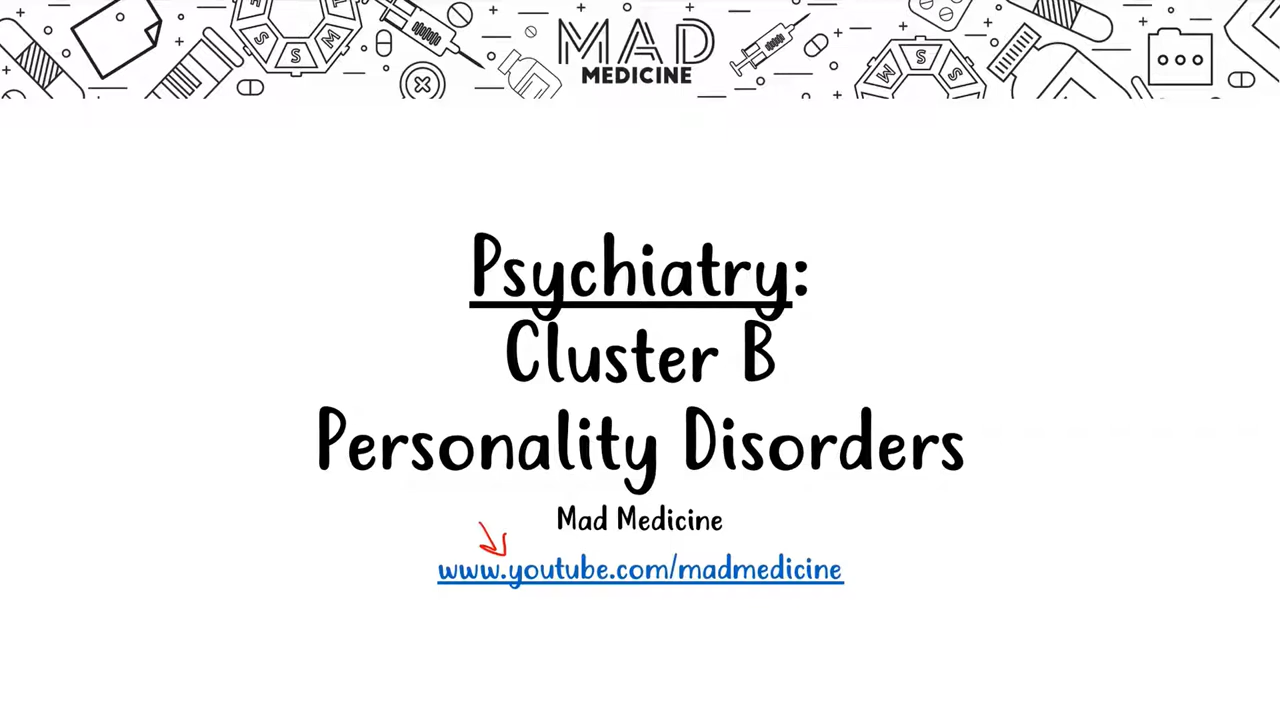 MAD
MEDICINE
Psychiatry:
Cluster B
Personality Disorders
Mad Medicine
www.youtube.com/madmedicine